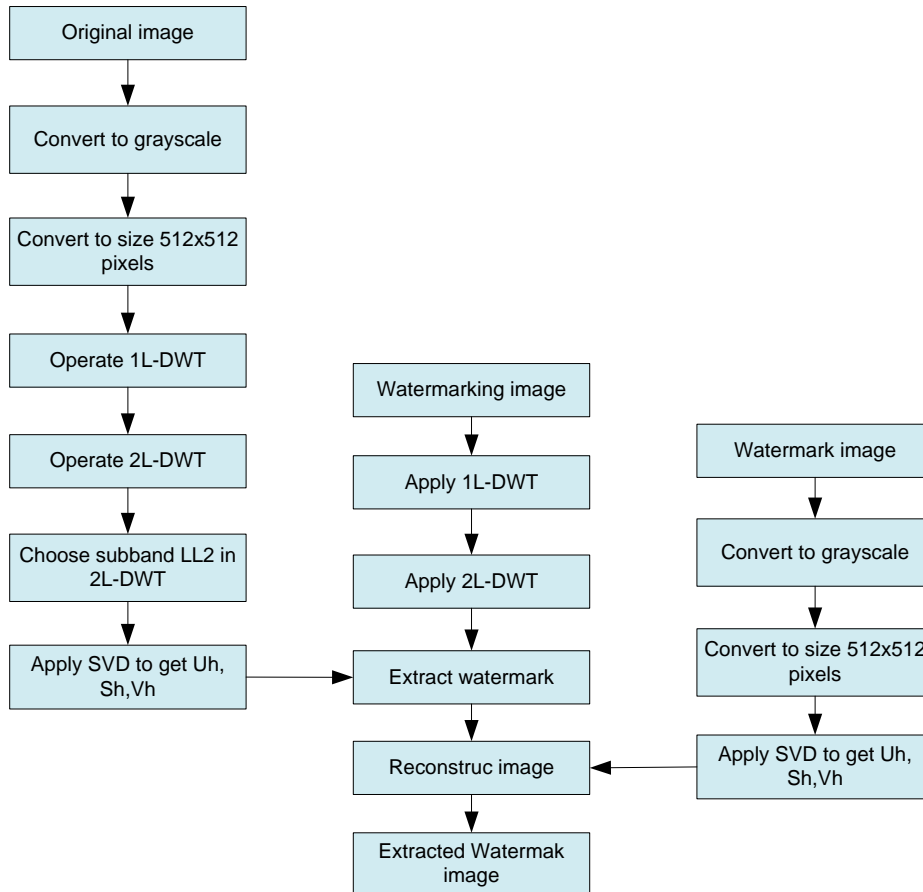 Original image
Convert to grayscale
Convert to size 512x512
pixels
Operate 1L-DWT
Operate 2L-DWT
Choose subband LL2 in
2L-DWT
Apply SVD to get Uh,
Sh,Vh
Watermarking image
Apply 1L-DWT
Apply 2L-DWT
Extract watermark
Reconstruc image
Extracted Watermak
image
Watermark image
Convert to grayscale
Convert to size 512x512
pixels
Apply SVD to get Uh,
Sh,Vh